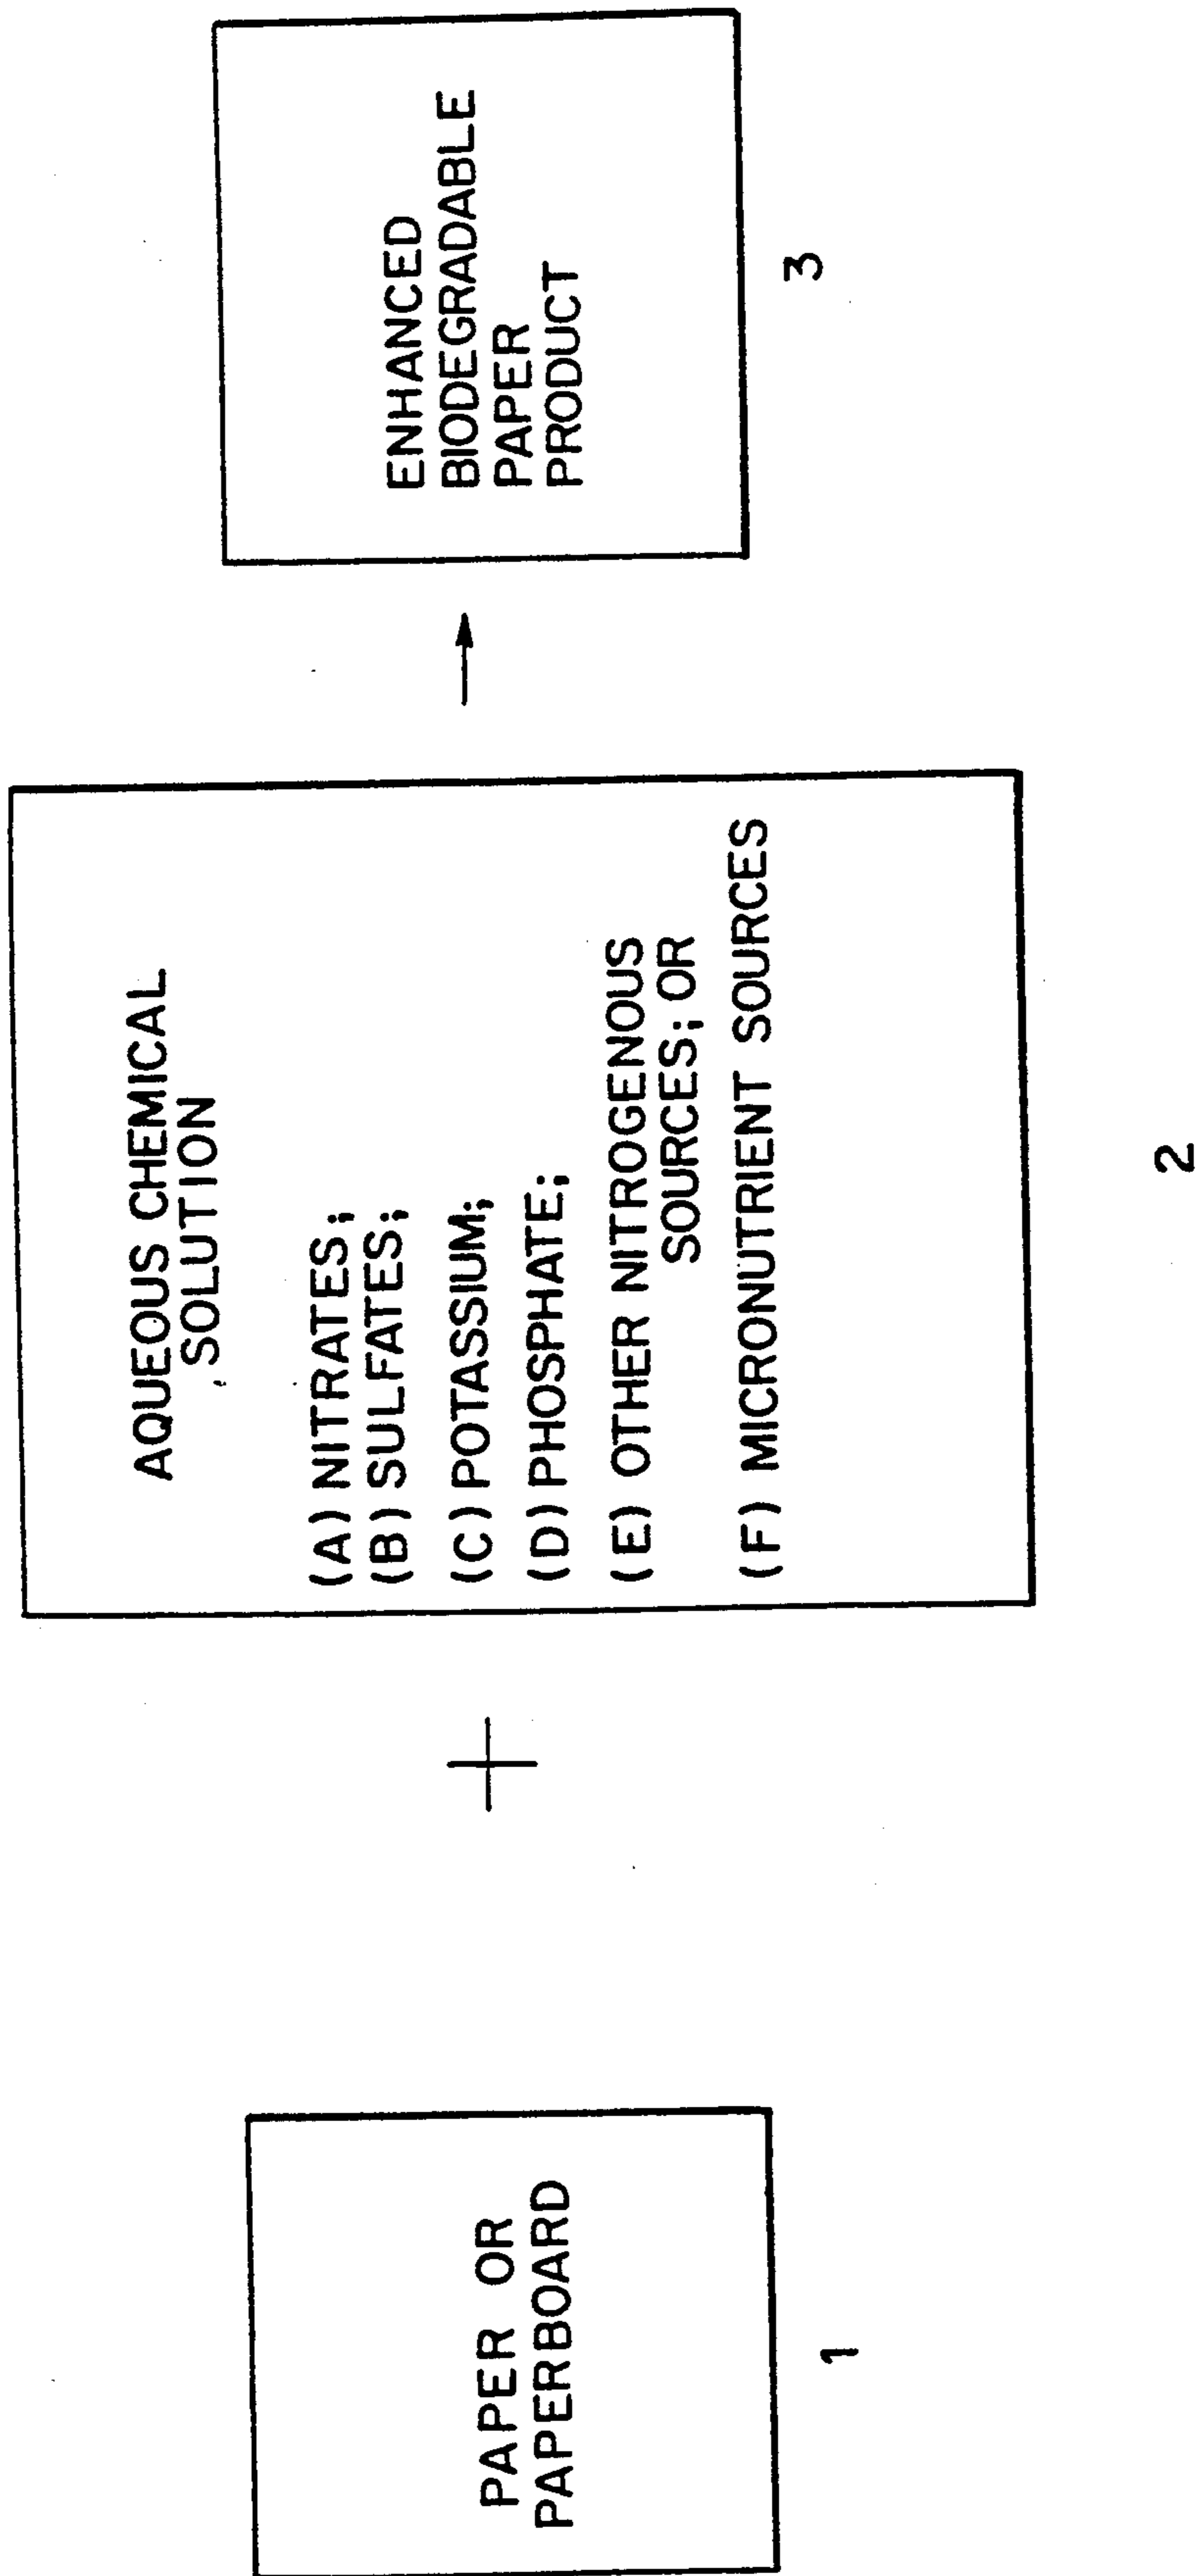 PAPER OR
PAPERBOARD
1
AQUEOUS CHEMICAL
SOLUTION
(A) NITRATES;
(B) SULFATES;
(C) POTASSIUM;
(D) PHOSPHATE;
(E) OTHER NITROGENOUS
SOURCES; OR
(F) MICRONUTRIENT SOURCES
2
ENHANCED
BIODEGRADABLE
PAPER
PRODUCT
3